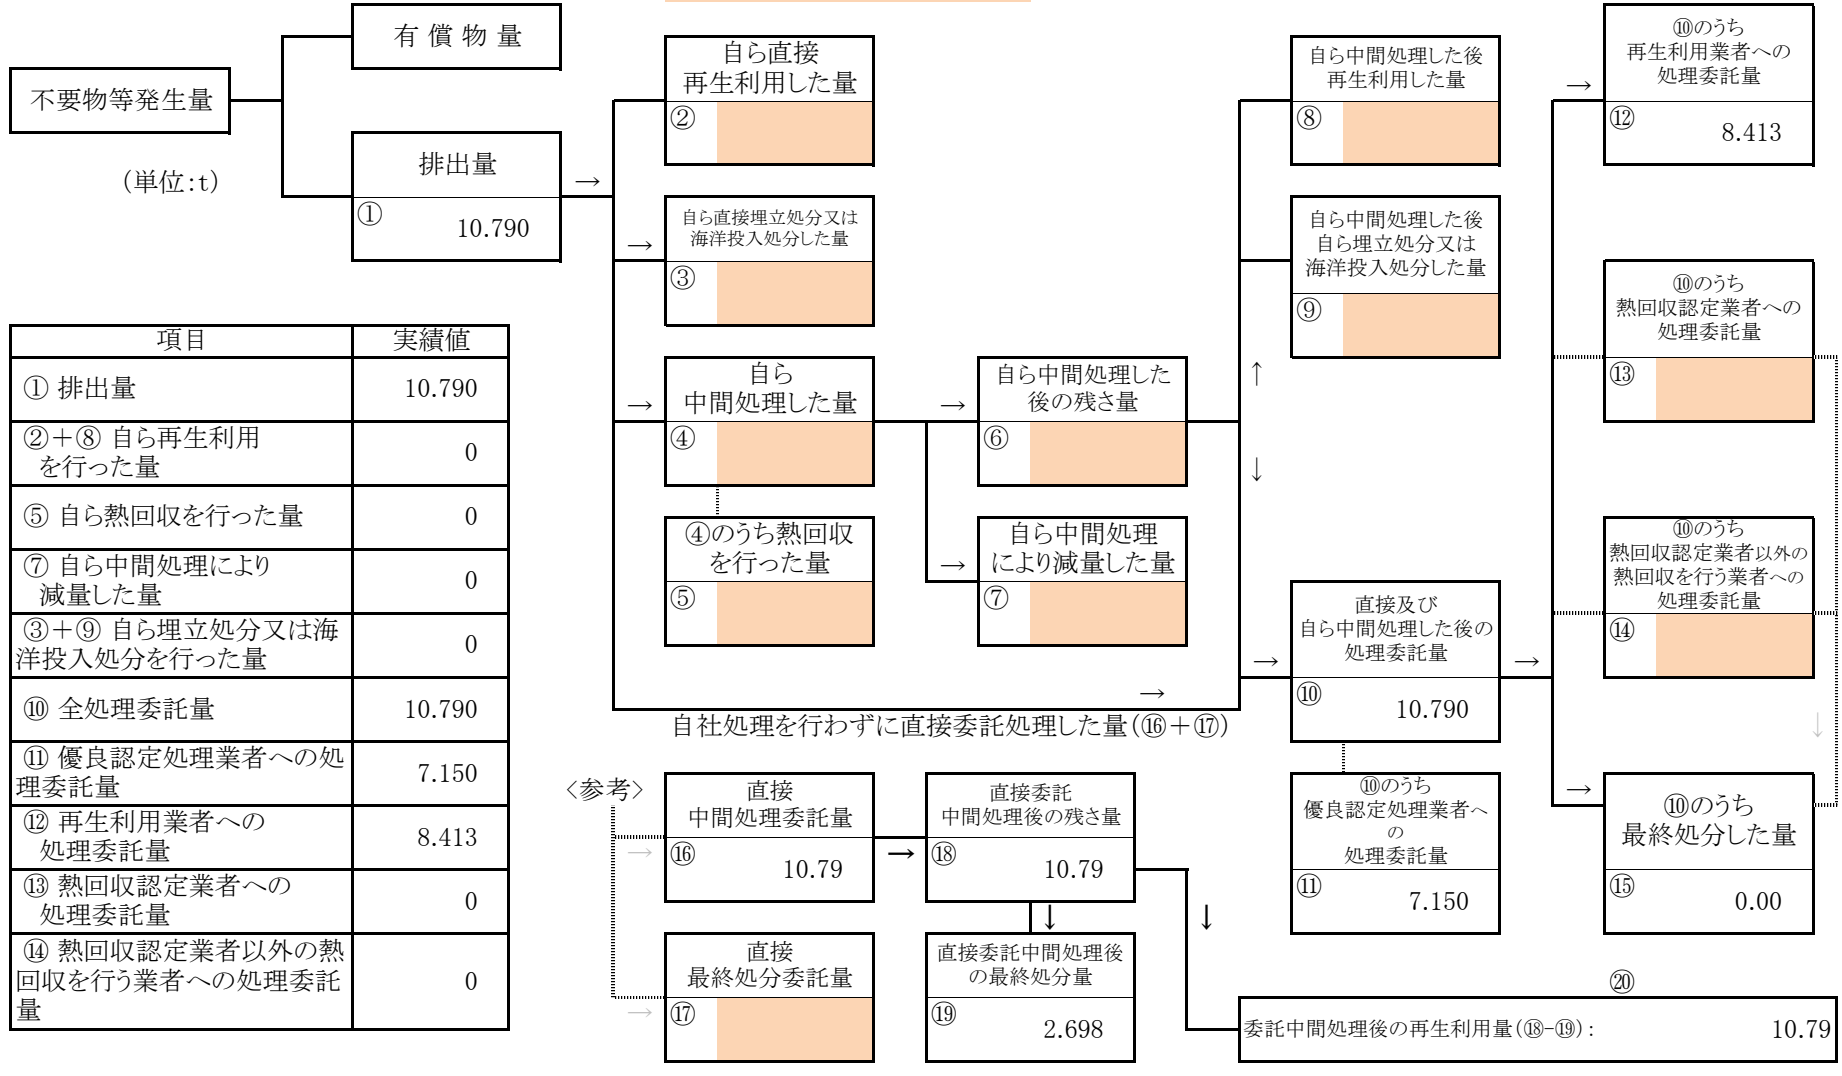 有 償 物 量
不要物等発生量
(単位:t)
排出量
→
①
10.790
自ら直接
再生利用した量
②
→
自ら直接埋立処分又は
海洋投入処分した量
③
→
自ら
中間処理した量
④
④のうち熱回収
を行った量
⑤
→
自ら中間処理した
後の残さ量
⑥
→
自ら中間処理
により減量した量
⑦
自ら中間処理した後
再生利用した量
⑧
自ら中間処理した後
自ら埋立処分又は
海洋投入処分した量
⑨
↑
↓
→
自社処理を行わずに直接委託処理した量(⑯+⑰)
→
直接及び
自ら中間処理した後の
処理委託量
⑩
10.790
⑩のうち
優良認定処理業者へ
の
処理委託量
⑪
7.150
→
→
⑩のうち
再生利用業者への
処理委託量
⑫
8.413
⑩のうち
熱回収認定業者への
処理委託量
⑬
⑩のうち
熱回収認定業者以外の
熱回収を行う業者への
処理委託量
⑭
↓
→
⑩のうち
最終処分した量
⑮
0.00
項目 実績値
① 排出量 10.790
②+⑧ 自ら再生利用
を行った量 0
⑤ 自ら熱回収を行った量 0
⑦ 自ら中間処理により
減量した量 0
③+⑨ 自ら埋立処分又は海
洋投入処分を行った量 0
⑩ 全処理委託量 10.790
⑪ 優良認定処理業者への処
理委託量 7.150
⑫ 再生利用業者への
処理委託量 8.413
⑬ 熱回収認定業者への
処理委託量 0
⑭ 熱回収認定業者以外の熱
回収を行う業者への処理委託
量 0
<参考>
→
直接
中間処理委託量
⑯
10.79
→
直接委託
中間処理後の残さ量
⑱
10.79
↓
↓
→
直接
最終処分委託量
⑰
直接委託中間処理後
の最終処分量
⑲
2.698
⑳
委託中間処理後の再生利用量(⑱-⑲): 10.79